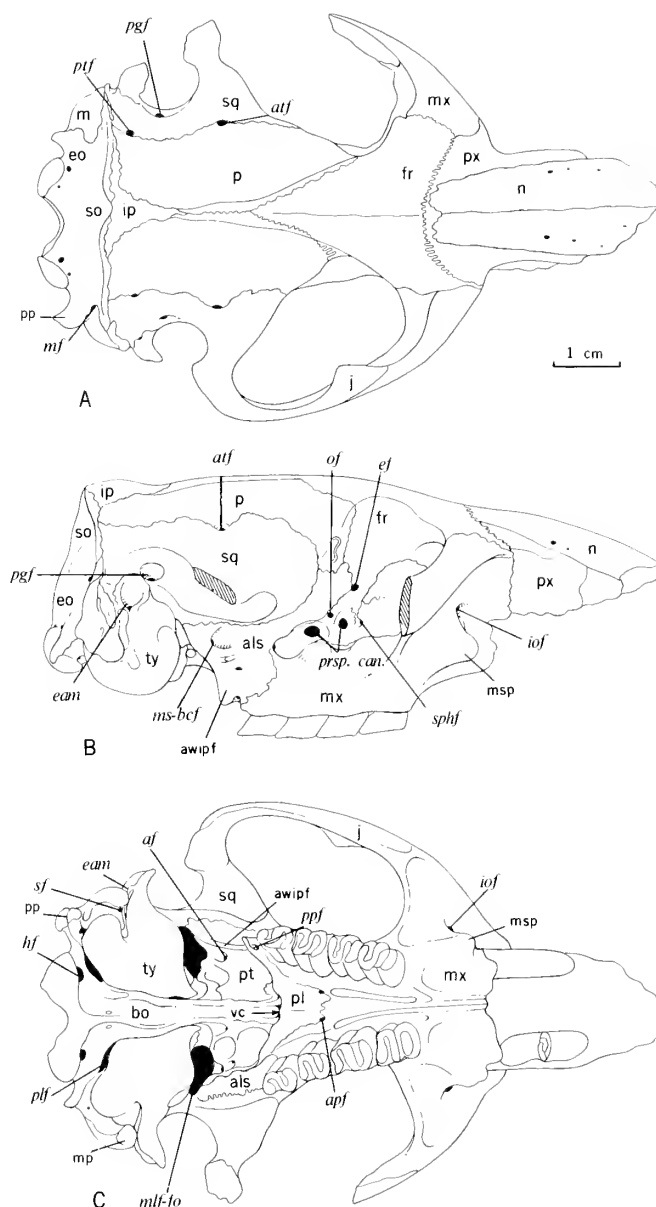 pgf
ptf
sq
atf
mx
m
eo
px
p
fr
n
so
ip
pp
mf
1 cm
j
A
atf
of
ef
ip
p
fr
so
sq
n
pgf
px
eo
als
ty
prsp. can.
iof
eam
mx
msp
ms-bcf
sphf
awipf
B
af
j
eam
sf
sq
awipf
iof
pp
ppf
msp
hf
ty
pt
mx
pl
bo
vc
als
plf
apf
mp
mlf-fo
C